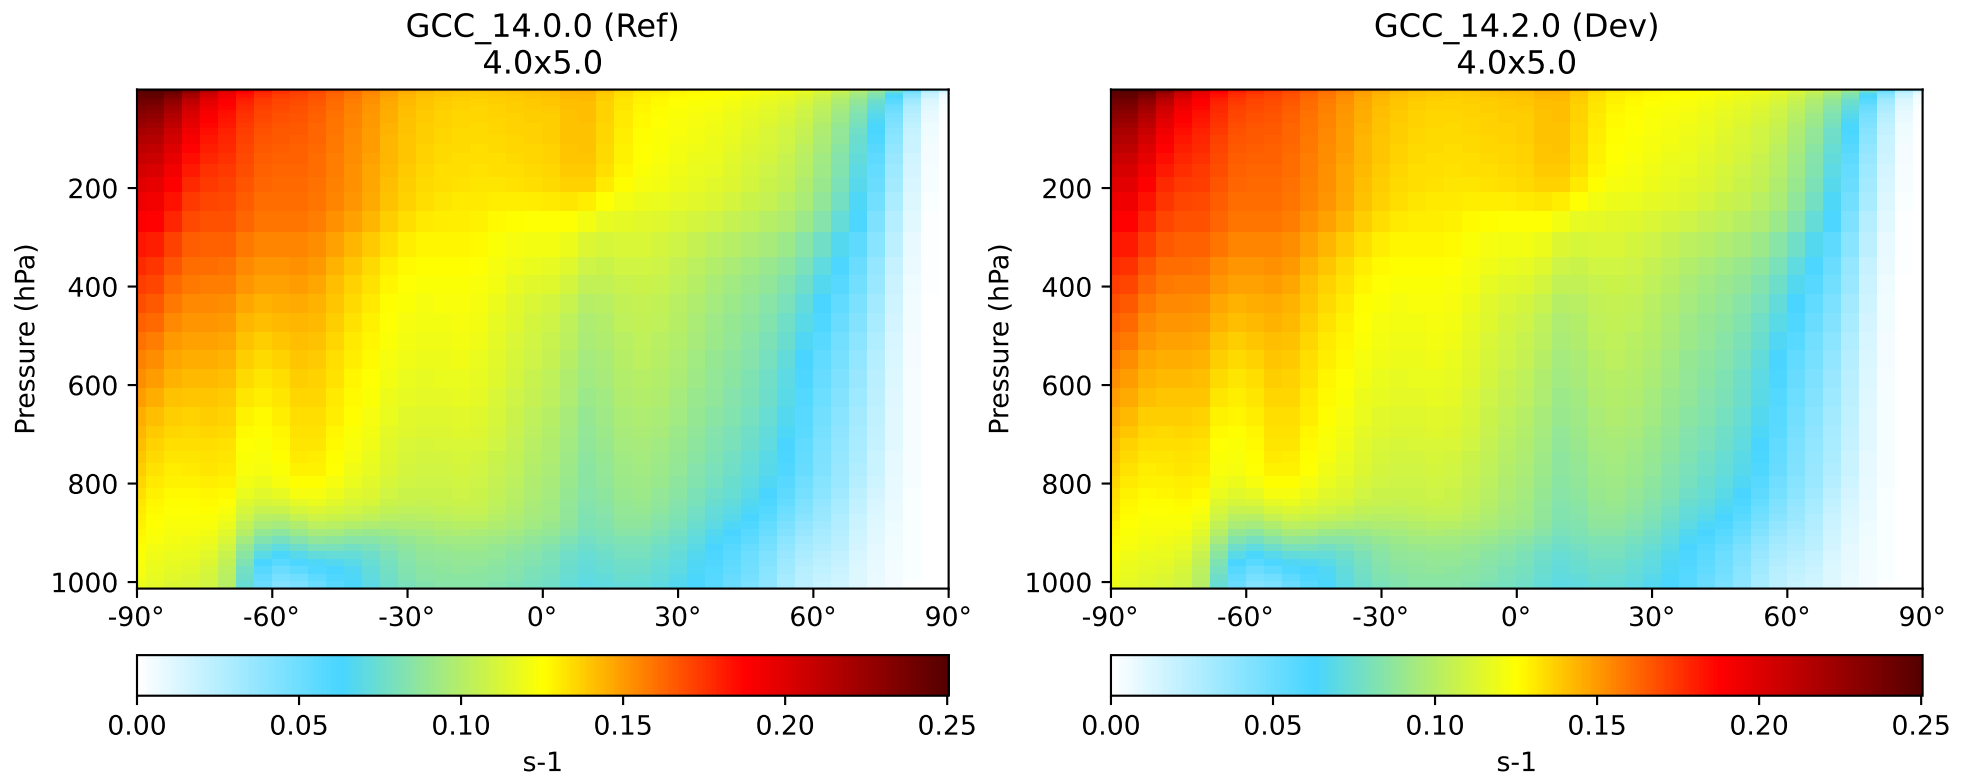 GCC_14.0.0 (Ref)
4.0x5.0
Pressure (hPa)
200
400
600
800
1000
-90° -60° -30° 0° 30° 60° 90°
0.00 0.05 0.10 0.15 0.20 0.25
s-1
GCC_14.2.0 (Dev)
4.0x5.0
Pressure (hPa)
200
400
600
800
1000
-90° -60° -30° 0° 30° 60° 90°
0.00 0.05 0.10 0.15 0.20 0.25
s-1